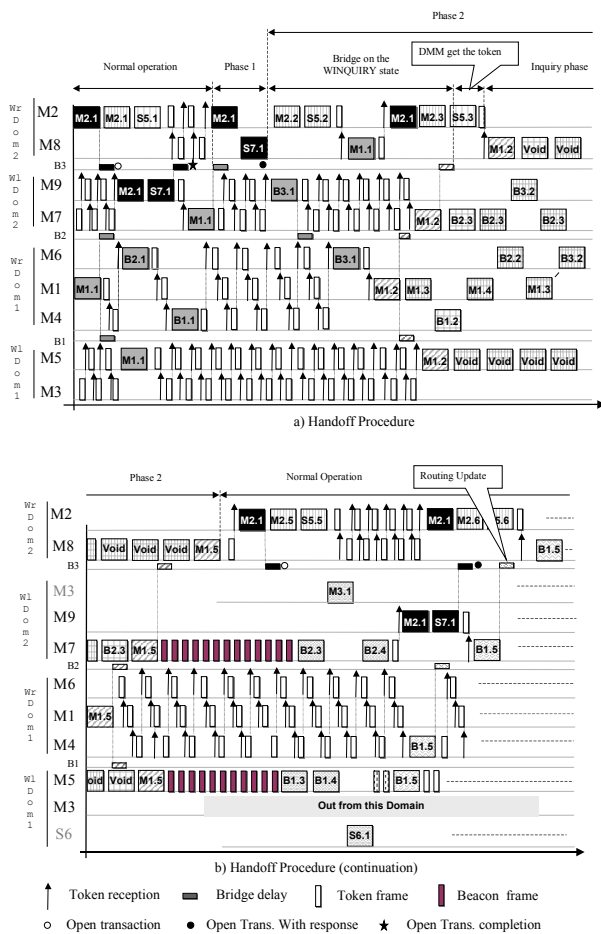 Phase 2
Normal operation Phase 1 Bridge on the WINQUIRY state DMM get the token Inquiry phase
Wr Dom 2
M2 M2.1 M2.1 S5.1 M2.1 M2.2 S5.2 M2.1 M2.3 S5.3
M8 S7.1 M1.1 M1.2 Void Void
B3
Wl Dom 2
M9 M2.1 S7.1 B3.1 B3.2
M7 M1.1 M1.2 B2.3 B2.3 B2.3
B2
Wr Dom 1
M6 B2.1 B3.1 B2.2 B3.2
M1 M1.1 M1.2 M1.3 M1.4 M1.3
M4 B1.1 B1.2
B1
Wl Dom 1
M5 M1.1 M1.2 Void Void Void Void
M3
a) Handoff Procedure
Phase 2 Normal Operation Routing Update
Wr Dom 2
M2 M2.1 M2.5 S5.5 M2.1 M2.6 5.6
M8 Void Void Void M1.5 B1.5
B3
Wl Dom 2
M3 M3.1
M9 M2.1 S7.1
M7 B2.3 M1.5 B2.3 B2.4 B1.5
B2
Wr Dom 1
M6
M1 M1.5
M4 B1.5
B1
Wl Dom 1
M5 oid Void M1.5 B1.3 B1.4 B1.5
M3 Out from this Domain
S6 S6.1
b) Handoff Procedure (continuation)
Token reception Bridge delay Token frame Beacon frame
Open transaction Open Trans. With response Open Trans. completion